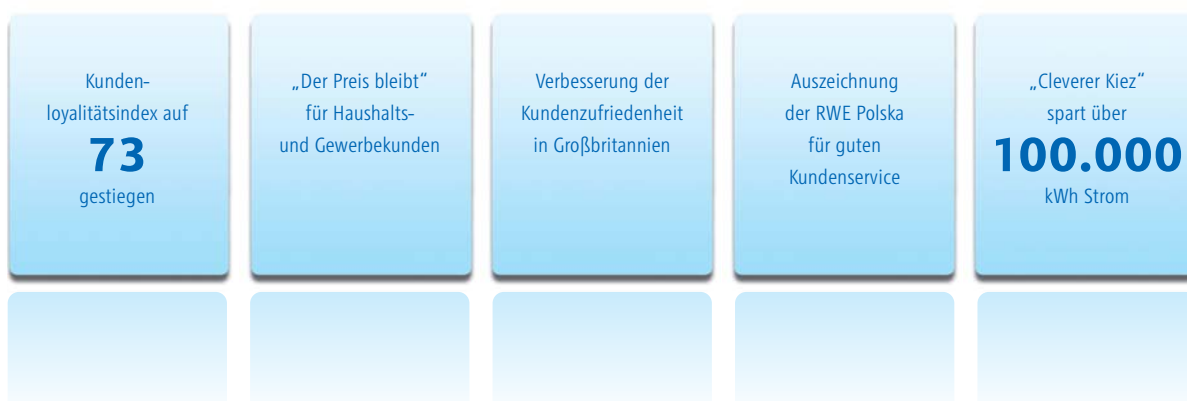 Kunden-
loyalitätsindex auf
73
gestiegen
„Der Preis bleibt“
für Haushalts-
und Gewerbekunden
Verbesserung der
Kundenzufriedenheit
in Großbritannien
Auszeichnung
der RWE Polska
für guten
Kundenservice
„Cleverer Kiez“
spart über
100.000
kWh Strom